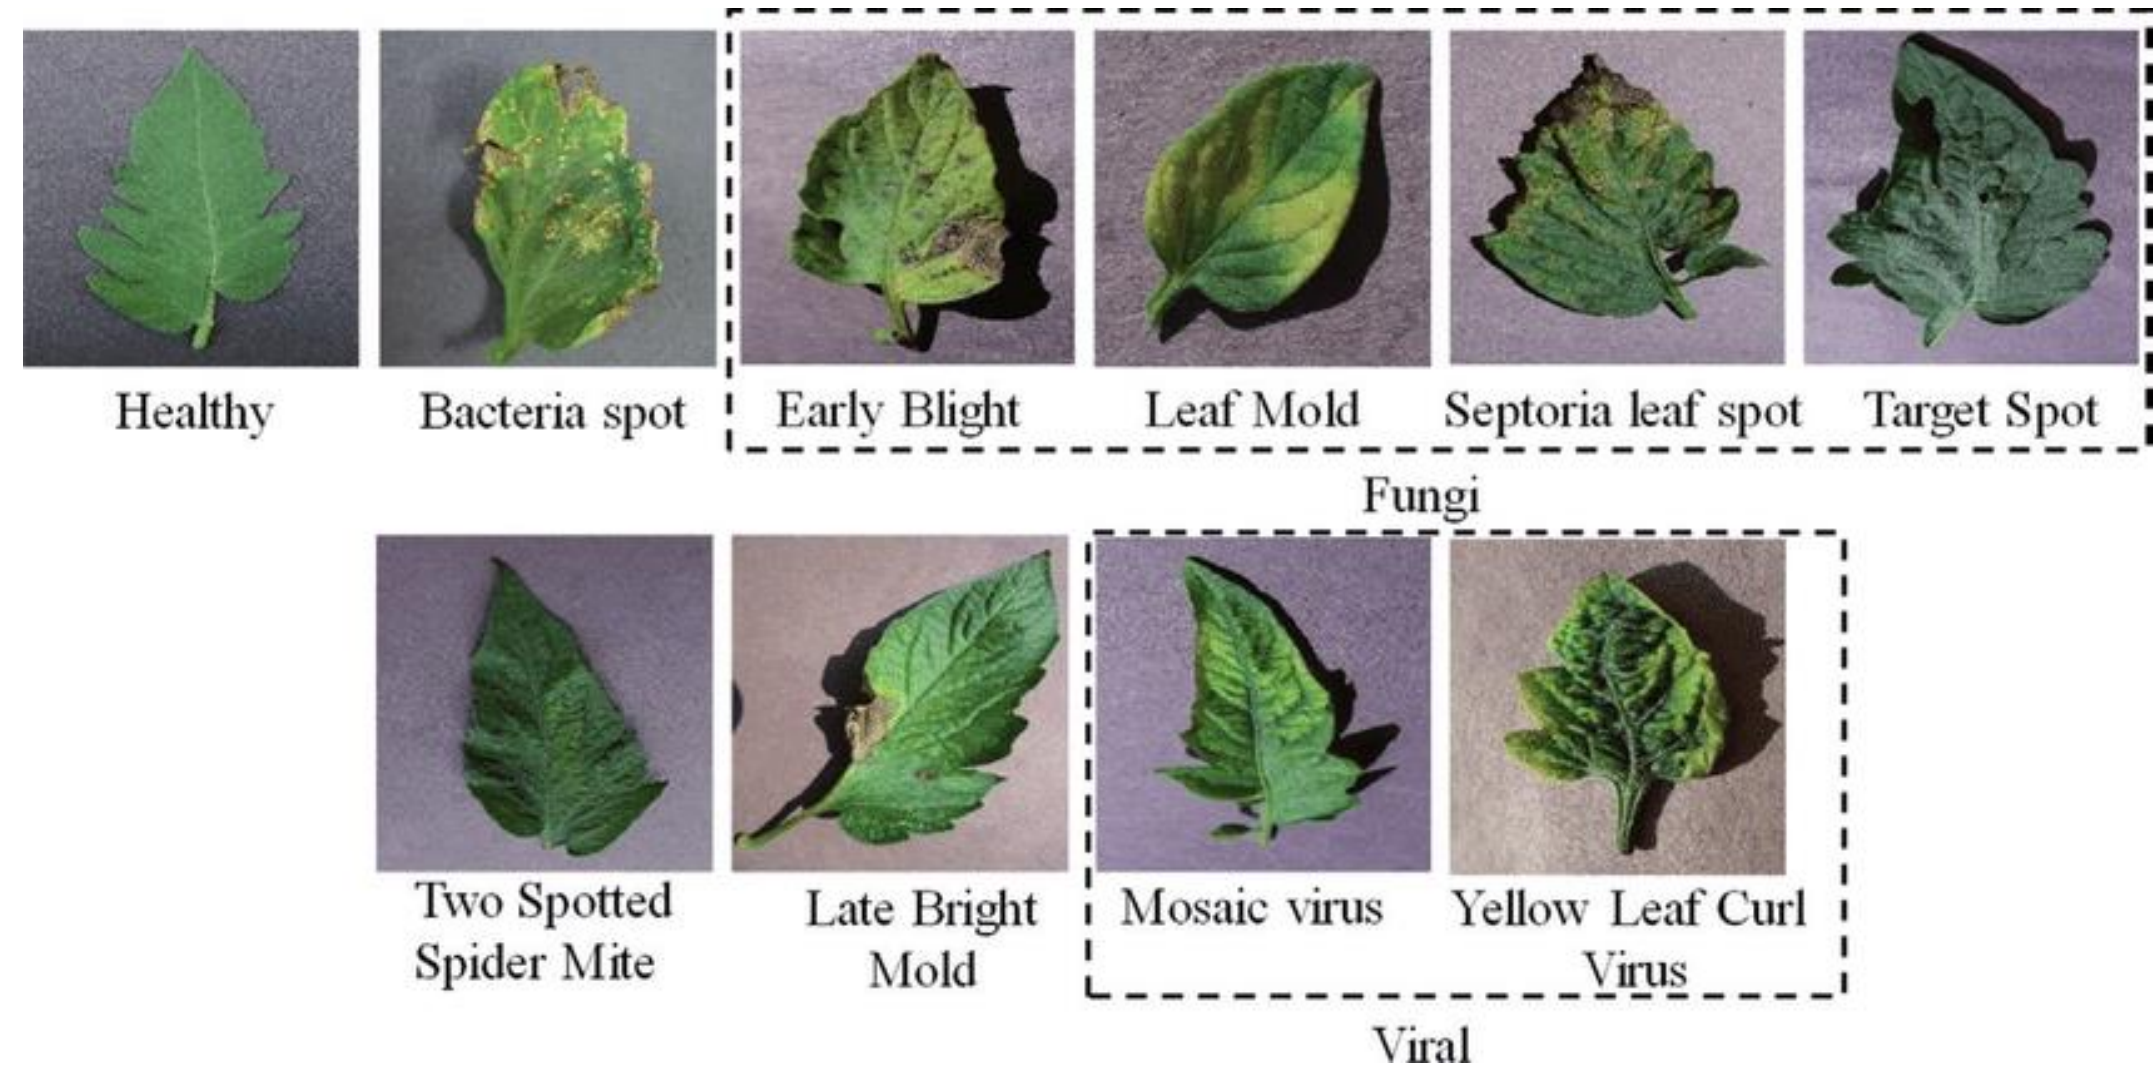 Healthy
Bacteria spot
Early Blight
Leaf Mold
Septoria leaf spot
Target Spot
Fungi
Two Spotted
Spider Mite
Late Bright
Mold
Mosaic virus
Yellow Leaf Curl
Virus
Viral